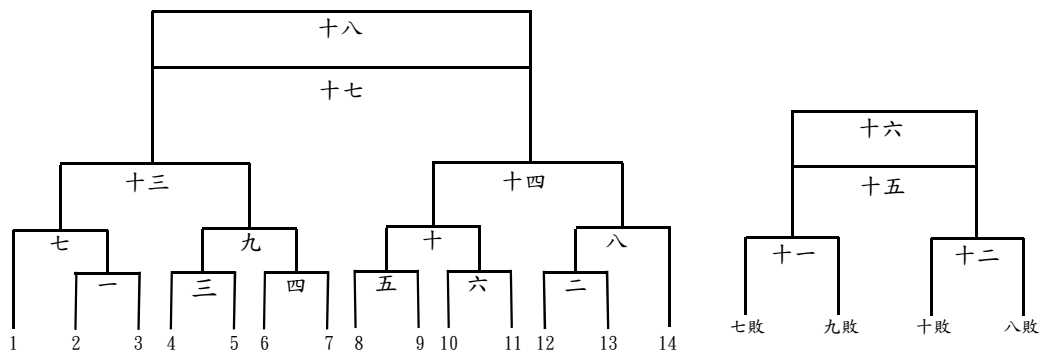 十八
十七
十六
十五
十三
十四
七
九
十
八
十一
十二
一
三
四
五
六
二
七敗
九敗
十敗
八敗
1 2 3 4 5 6 7 8 9 10 11 12 13 14